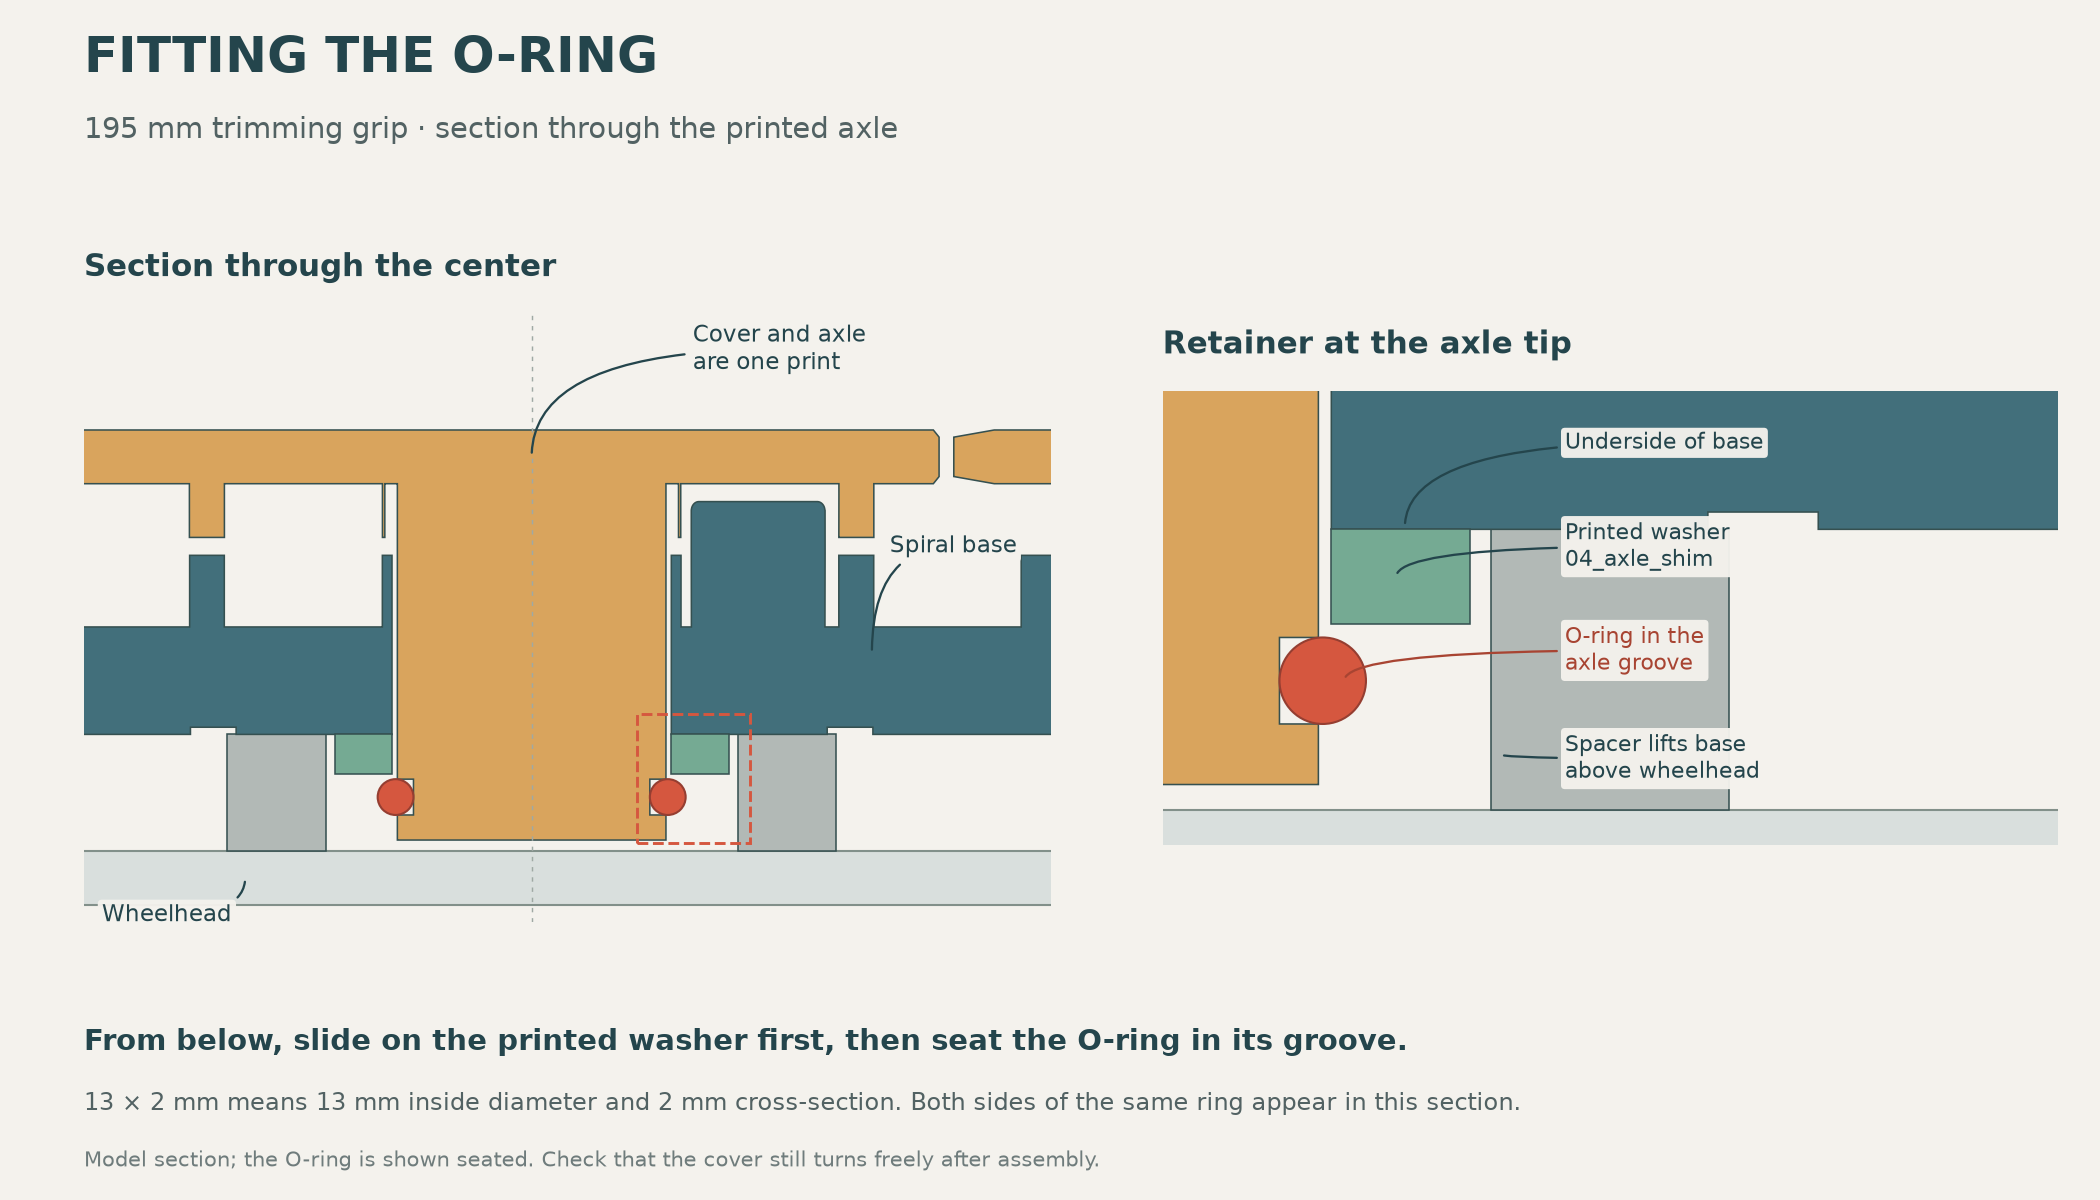 FITTING THE O-RING
195 mm trimming grip · section through the printed axle
Section through the center
Cover and axle
are one print
Spiral base
Wheelhead
Retainer at the axle tip
Underside of base
Printed washer
04_axle_shim
O-ring in the
axle groove
Spacer lifts base
above wheelhead
From below, slide on the printed washer first, then seat the O-ring in its groove.
13 × 2 mm means 13 mm inside diameter and 2 mm cross-section. Both sides of the same ring appear in this section.
Model section; the O-ring is shown seated. Check that the cover still turns freely after assembly.